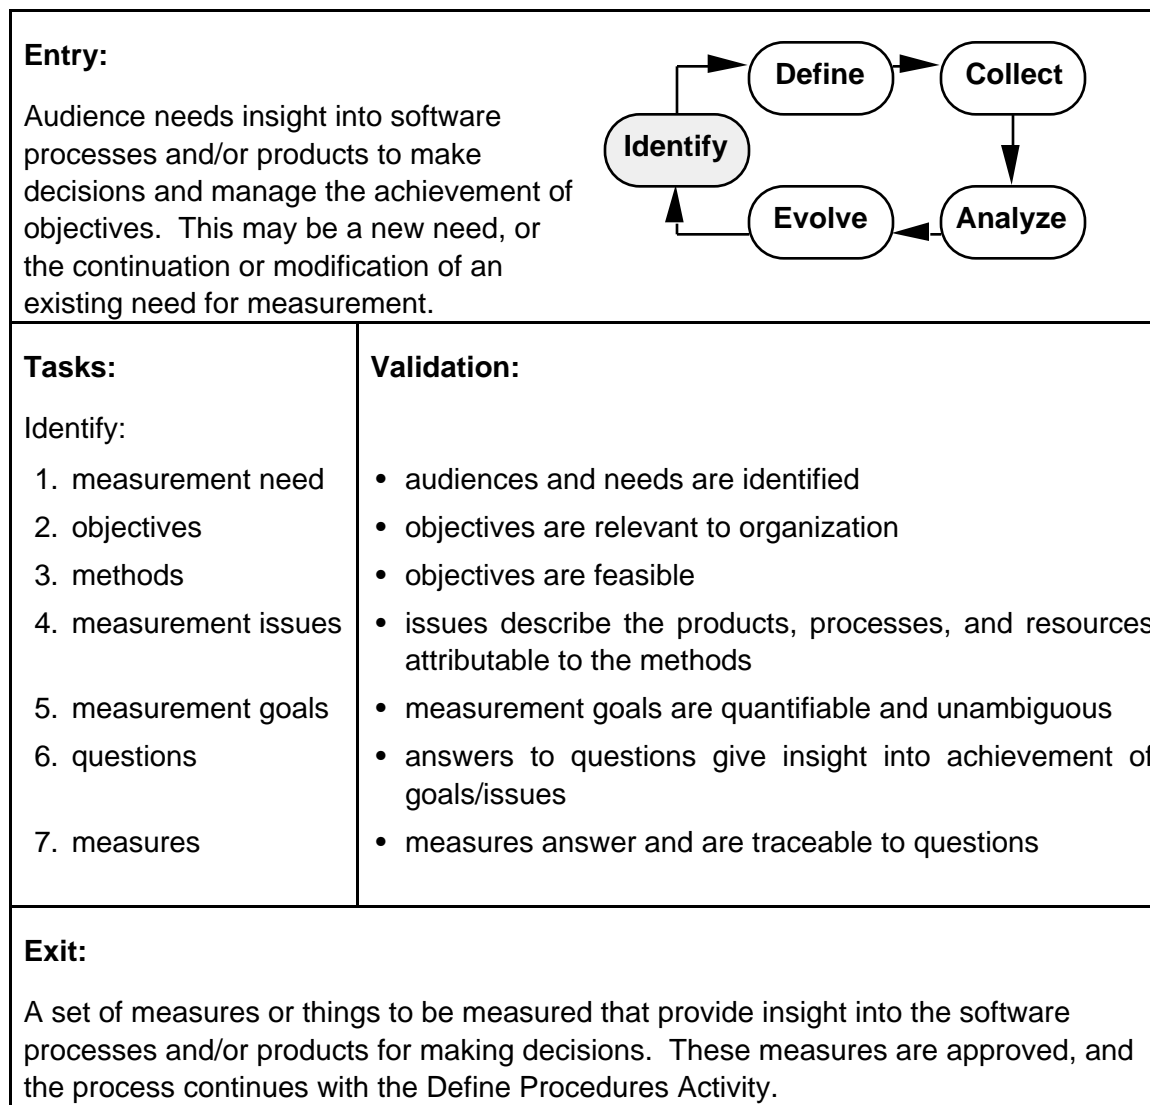 Entry:
Audience needs insight into software
processes and/or products to make
decisions and manage the achievement of
objectives. This may be a new need, or
the continuation or modification of an
existing need for measurement.
Define
Collect
Identify
Evolve
Analyze
Tasks:
Validation:
Identify:
1. measurement need
• audiences and needs are identified
2. objectives
• objectives are relevant to organization
3. methods
• objectives are feasible
4. measurement issues
• issues describe the products, processes, and resources
attributable to the methods
5. measurement goals
• measurement goals are quantifiable and unambiguous
6. questions
• answers to questions give insight into achievement of
goals/issues
7. measures
• measures answer and are traceable to questions
Exit:
A set of measures or things to be measured that provide insight into the software
processes and/or products for making decisions. These measures are approved, and
the process continues with the Define Procedures Activity.